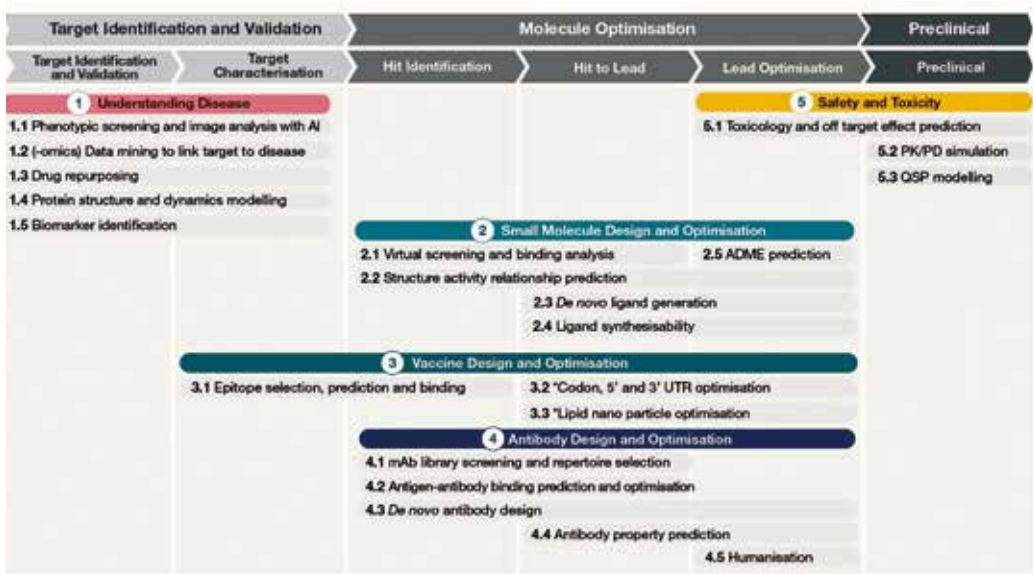 Target Identification and Validation
Molecule Optimisation
Preclinical
Target Identification
and Validation
Target
Characterisation
Hit Identification
Hit to Lead
Lead Optimisation
Preclinical
1 Understanding Disease
5 Safety and Toxicity
1.1 Phenotypic screening and image analysis with AI
5.1 Toxicology and off target effect prediction
1.2 (-omics) Data mining to link target to disease
5.2 PK/PD simulation
1.3 Drug repurposing
5.3 QSP modelling
1.4 Protein structure and dynamics modelling
1.5 Biomarker identification
2 Small Molecule Design and Optimisation
2.1 Virtual screening and binding analysis
2.5 ADME prediction
2.2 Structure activity relationship prediction
2.3 De novo ligand generation
2.4 Ligand synthesisability
3 Vaccine Design and Optimisation
3.1 Epitope selection, prediction and binding
3.2 *Codon, 5' and 3' UTR optimisation
3.3 *Lipid nano particle optimisation
4 Antibody Design and Optimisation
4.1 mAb library screening and repertoire selection
4.2 Antigen-antibody binding prediction and optimisation
4.3 De novo antibody design
4.4 Antibody property prediction
4.5 Humanisation